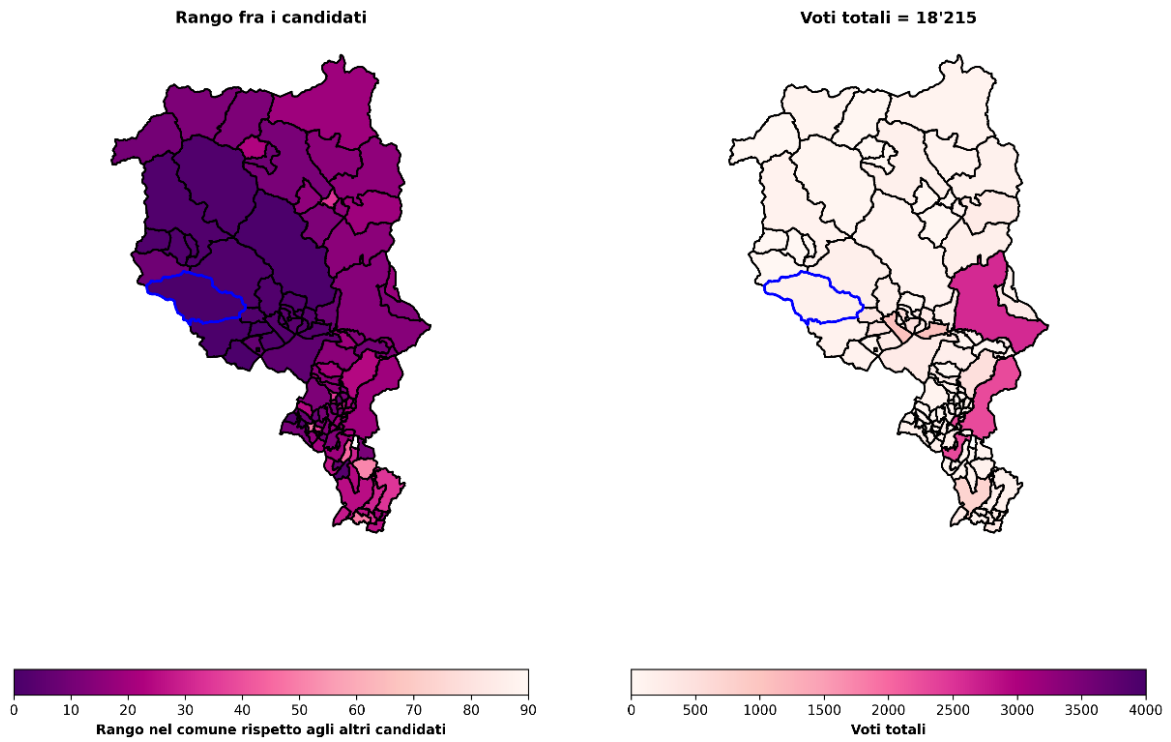 Rango fra i candidati
Voti totali = 18'215
0 10 20 30 40 50 60 70 80 90
Rango nel comune rispetto agli altri candidati
0 500 1000 1500 2000 2500 3000 3500 4000
Voti totali